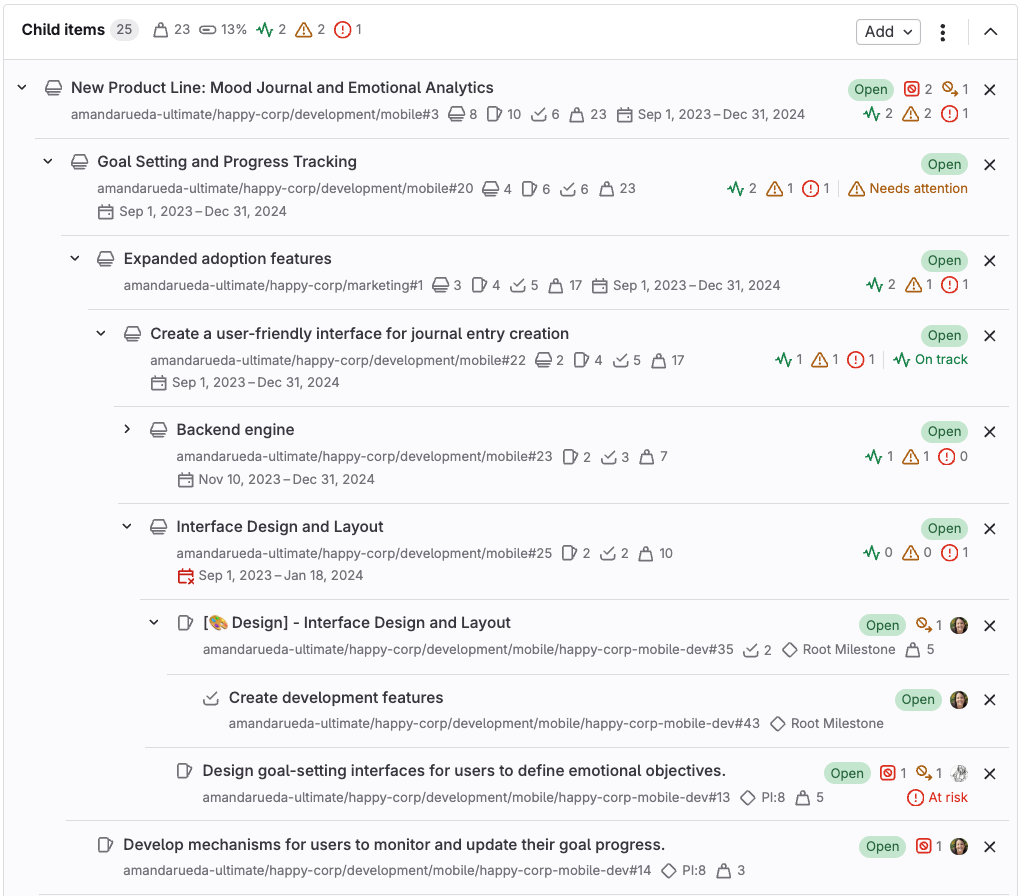 Child items 25 23 13% 2 2 1 Add
New Product Line: Mood Journal and Emotional Analytics Open 2 1
amandarueda-ultimate/happy-corp/development/mobile#3 8 10 6 23 Sep 1, 2023 – Dec 31, 2024 2 2 1
Goal Setting and Progress Tracking Open
amandarueda-ultimate/happy-corp/development/mobile#20 4 6 6 23 2 1 1 Needs attention
Sep 1, 2023 – Dec 31, 2024
Expanded adoption features Open
amandarueda-ultimate/happy-corp/marketing#1 3 4 5 17 Sep 1, 2023 – Dec 31, 2024 2 1 1
Create a user-friendly interface for journal entry creation Open
amandarueda-ultimate/happy-corp/development/mobile#22 2 4 5 17 1 1 1 On track
Sep 1, 2023 – Dec 31, 2024
Backend engine Open
amandarueda-ultimate/happy-corp/development/mobile#23 2 3 7 1 1 0
Nov 10, 2023 – Dec 31, 2024
Interface Design and Layout Open
amandarueda-ultimate/happy-corp/development/mobile#25 2 2 10 0 0 1
Sep 1, 2023 – Jan 18, 2024
[🎨 Design] - Interface Design and Layout Open 1
amandarueda-ultimate/happy-corp/development/mobile/happy-corp-mobile-dev#35 2 Root Milestone 5
Create development features Open
amandarueda-ultimate/happy-corp/development/mobile/happy-corp-mobile-dev#43 Root Milestone
Design goal-setting interfaces for users to define emotional objectives. Open 1 1
amandarueda-ultimate/happy-corp/development/mobile/happy-corp-mobile-dev#13 PI:8 5 At risk
Develop mechanisms for users to monitor and update their goal progress. Open 1
amandarueda-ultimate/happy-corp/development/mobile/happy-corp-mobile-dev#14 PI:8 3